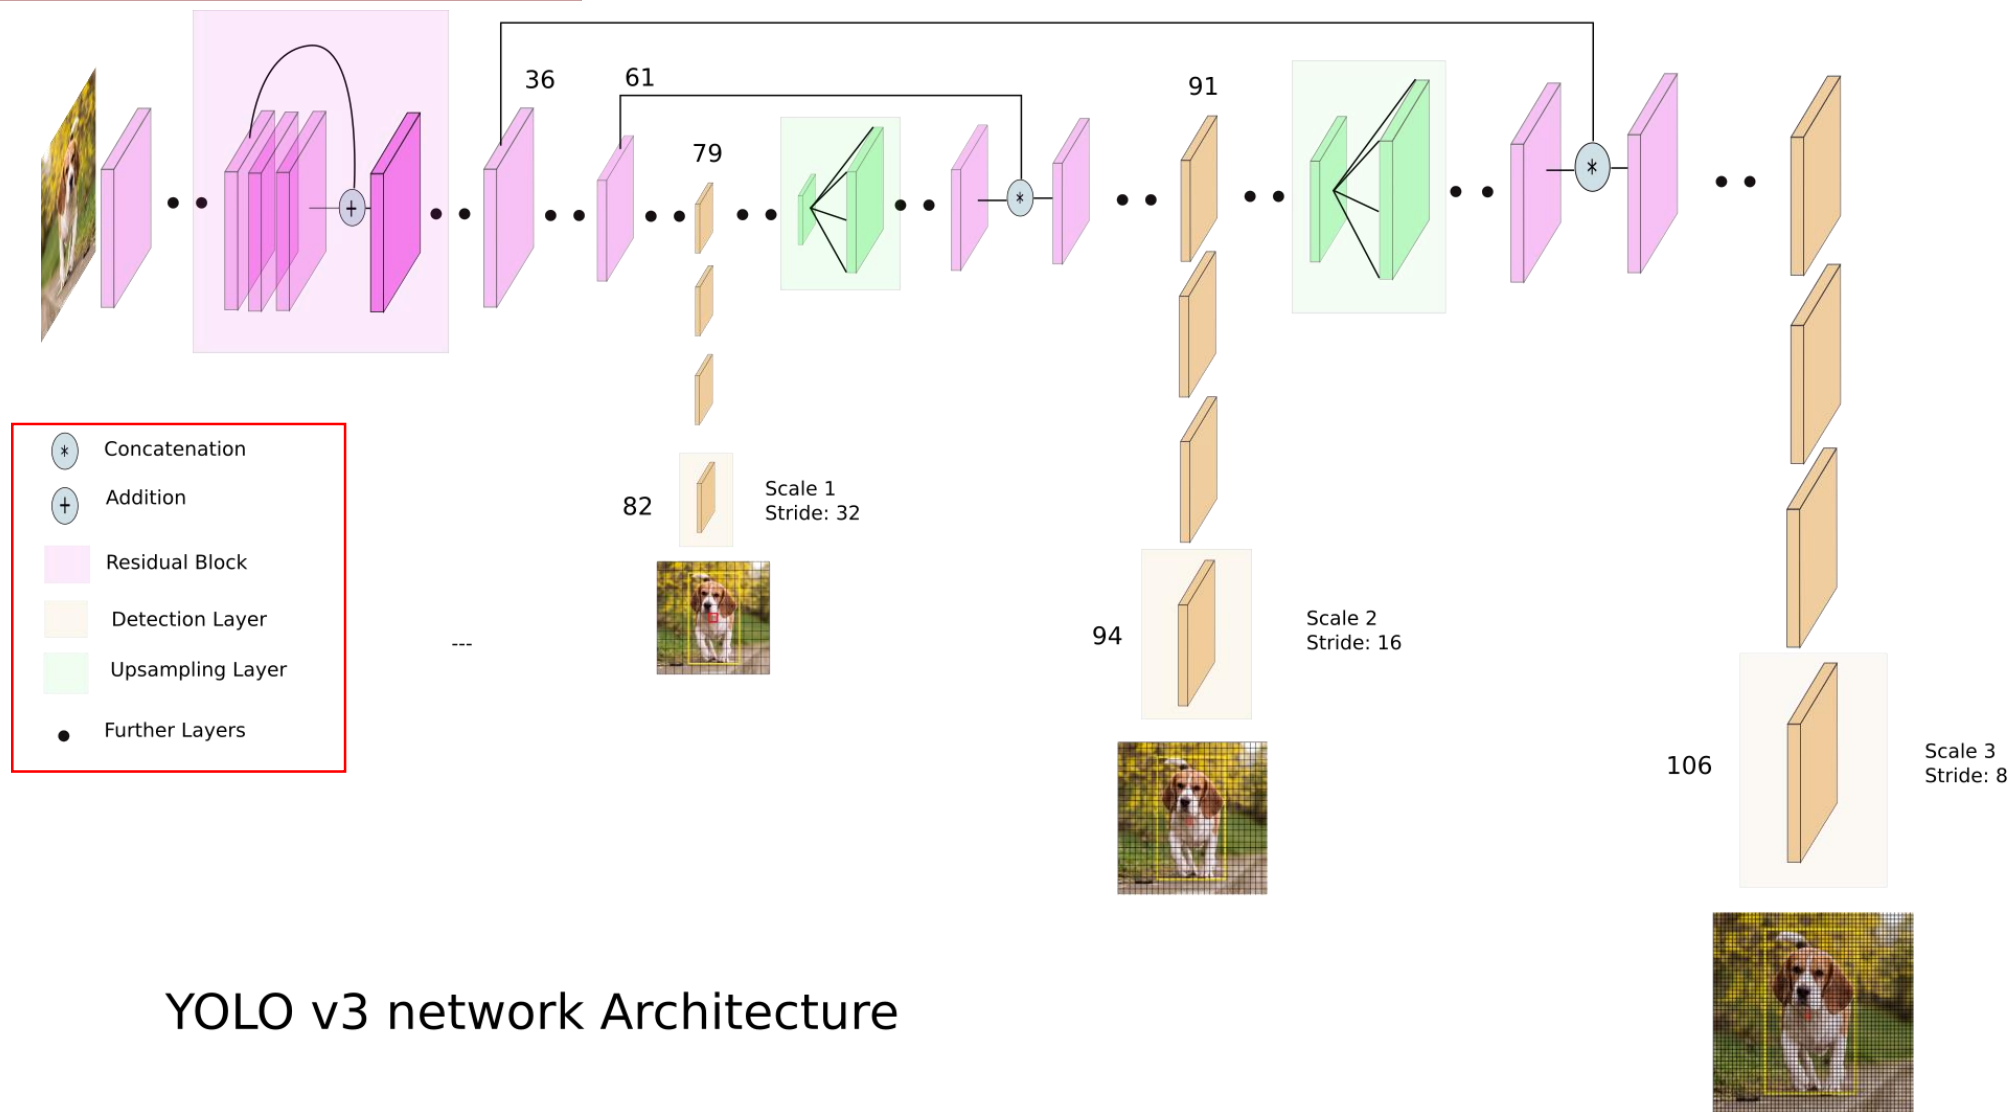 36
61
79
91
+
*
*
* Concatenation
+ Addition
Residual Block
Detection Layer
Upsampling Layer
Further Layers
---
82
Scale 1
Stride: 32
94
Scale 2
Stride: 16
106
Scale 3
Stride: 8
YOLO v3 network Architecture